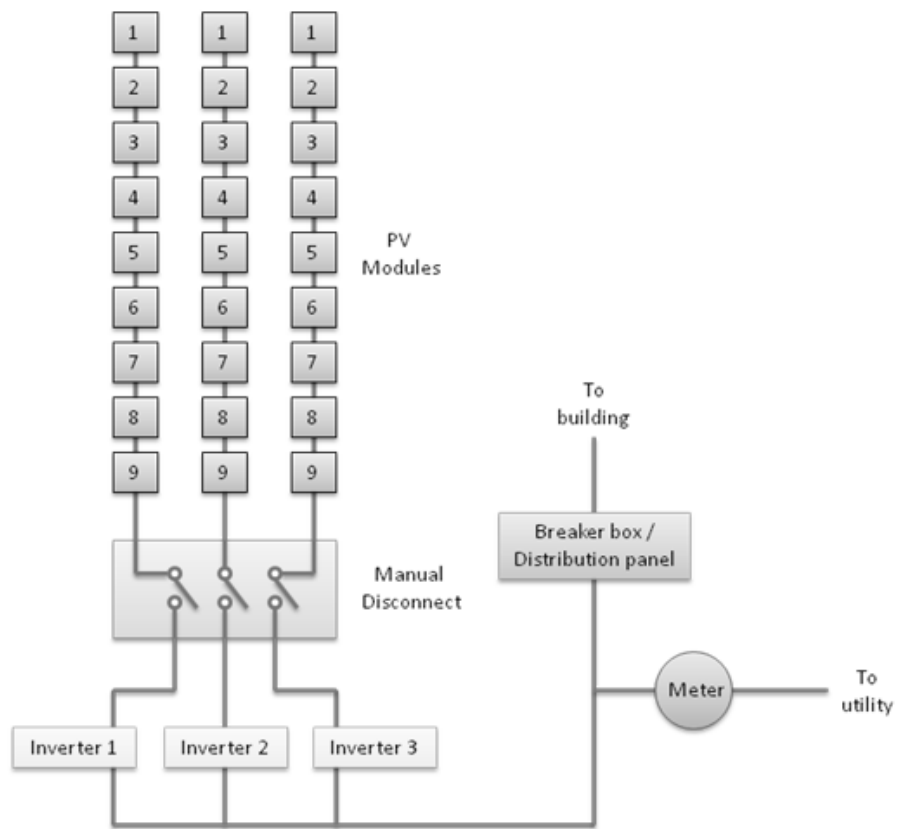 1 1 1
2 2 2
3 3 3
4 4 4
5 5 5
PV
Modules
6 6 6
7 7 7
8 8 8
9 9 9
To
building
Breaker box /
Distribution panel
Manual
Disconnect
Meter
To
utility
Inverter 1
Inverter 2
Inverter 3